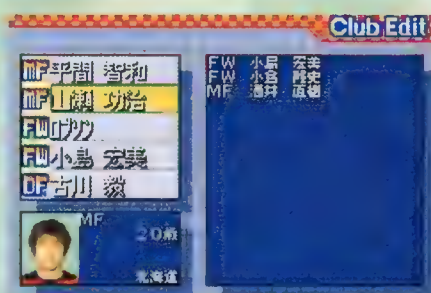 Club Edit
MF平間 智和
MF山瀬 功治
FWロブソン
FW小島 宏美
DF古川 毅
FW 小島 宏美
FW 小倉 隆史
MF 酒井 直樹
MF
20歳
北海道